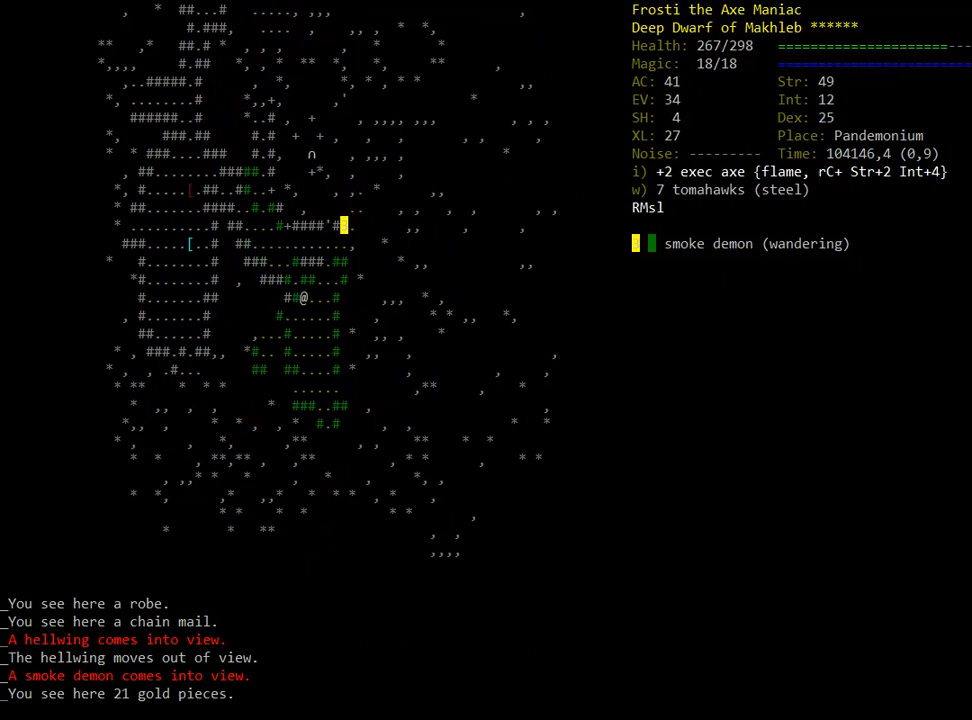 Frosti the Axe Maniac
Deep Dwarf of Makhleb ******
Health: 267/298 =====================---
Magic: 18/18 ========================
AC: 41 Str: 49
EV: 34 Int: 12
SH: 4 Dex: 25
XL: 27 Place: Pandemonium
Noise: --------- Time: 104146,4 (0,9)
i) +2 exec axe {flame, rC+ Str+2 Int+4}
w) 7 tomahawks (steel)
RMsl
3 smoke demon (wandering)
_You see here a robe.
_You see here a chain mail.
_A hellwing comes into view.
_The hellwing moves out of view.
_A smoke demon comes into view.
_You see here 21 gold pieces.